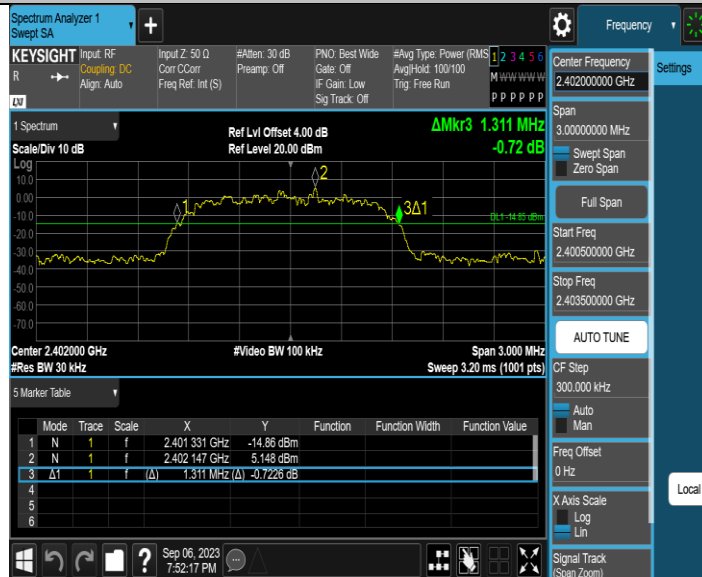 Spectrum Analyzer 1
Swept SA
+
Frequency
KEYSIGHT
R
LXI
Input: RF
Coupling: DC
Align: Auto
Input Z: 50 Ω
Corr CCorr
Freq Ref: Int (S)
#Atten: 30 dB
Preamp: Off
PNO: Best Wide
Gate: Off
IF Gain: Low
Sig Track: Off
#Avg Type: Power (RMS
Avg|Hold: 100/100
Trig: Free Run
1 2 3 4 5 6
M W W W W W
P P P P P P
1 Spectrum
Scale/Div 10 dB
Ref Lvl Offset 4.00 dB
Ref Level 20.00 dBm
ΔMkr3 1.311 MHz
-0.72 dB
Log
10.0
0.00
-10.0
-20.0
-30.0
-40.0
-50.0
-60.0
-70.0
1
2
3Δ1
DL1 -14.85 dBm
Center 2.402000 GHz
#Video BW 100 kHz
Span 3.000 MHz
#Res BW 30 kHz
Sweep 3.20 ms (1001 pts)
5 Marker Table
Mode Trace Scale X Y Function Function Width Function Value
1 N 1 f 2.401 331 GHz -14.86 dBm
2 N 1 f 2.402 147 GHz 5.148 dBm
3 Δ1 1 f (Δ) 1.311 MHz (Δ) -0.7226 dB
4
5
6
?
Sep 06, 2023
7:52:17 PM
Center Frequency
2.402000000 GHz
Span
3.00000000 MHz
Swept Span
Zero Span
Full Span
Start Freq
2.400500000 GHz
Stop Freq
2.403500000 GHz
AUTO TUNE
CF Step
300.000 kHz
Auto
Man
Freq Offset
0 Hz
X Axis Scale
Log
Lin
Signal Track
(Span Zoom)
Settings
Local